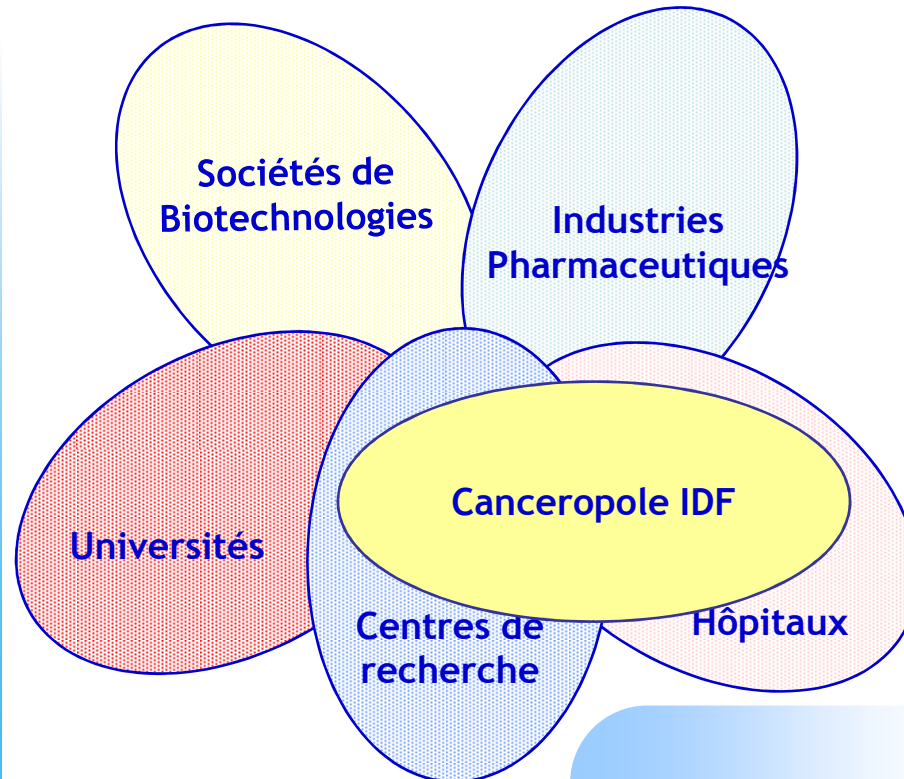 Sociétés de
Biotechnologies
Industries
Pharmaceutiques
Canceropole IDF
Universités
Centres de
recherche
Hôpitaux